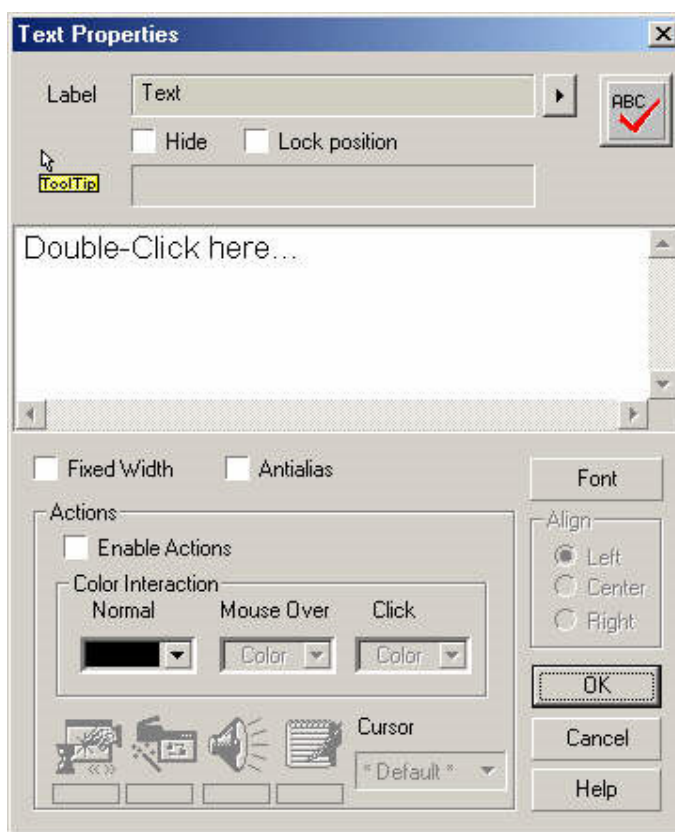 Text Properties
Label Text ABC
Hide Lock position
ToolTip
Double-Click here...
Fixed Width Antialias Font
Actions Align
Enable Actions Left
Color Interaction Center
Normal Mouse Over Click Right
Color Color
OK
Cursor Cancel
* Default *
Help